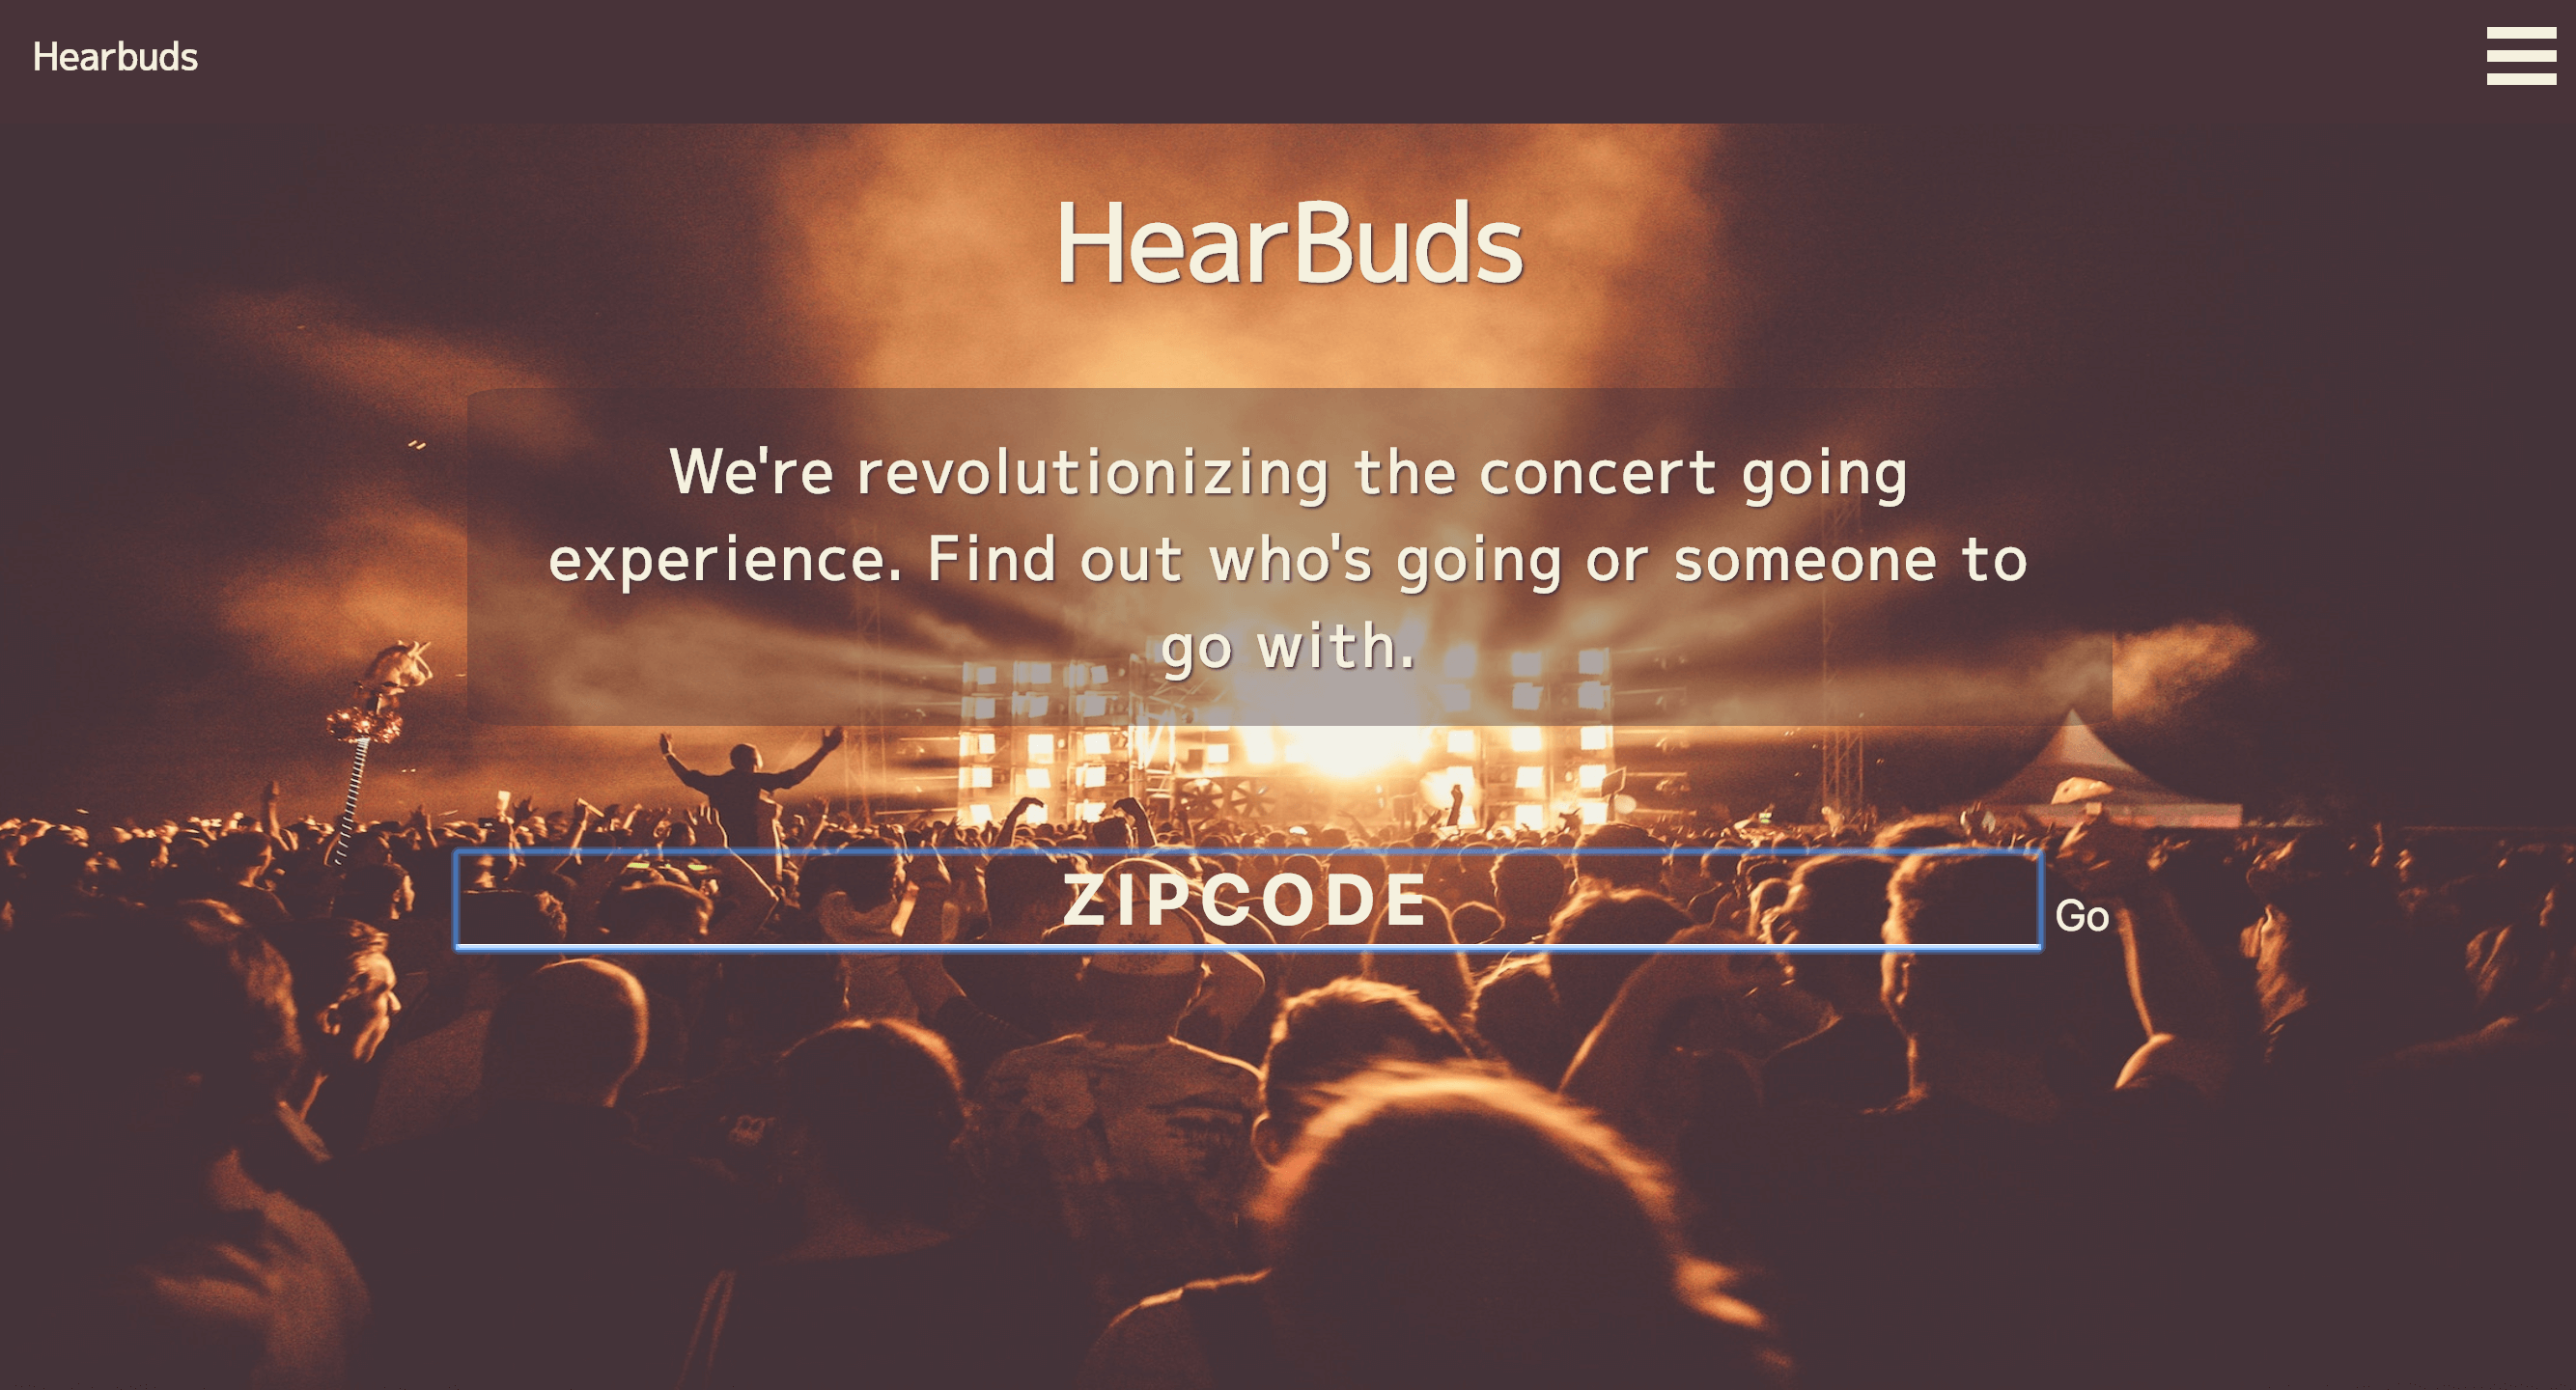 Hearbuds
HearBuds
We're revolutionizing the concert going
experience. Find out who's going or someone to
go with.
ZIPCODE
Go